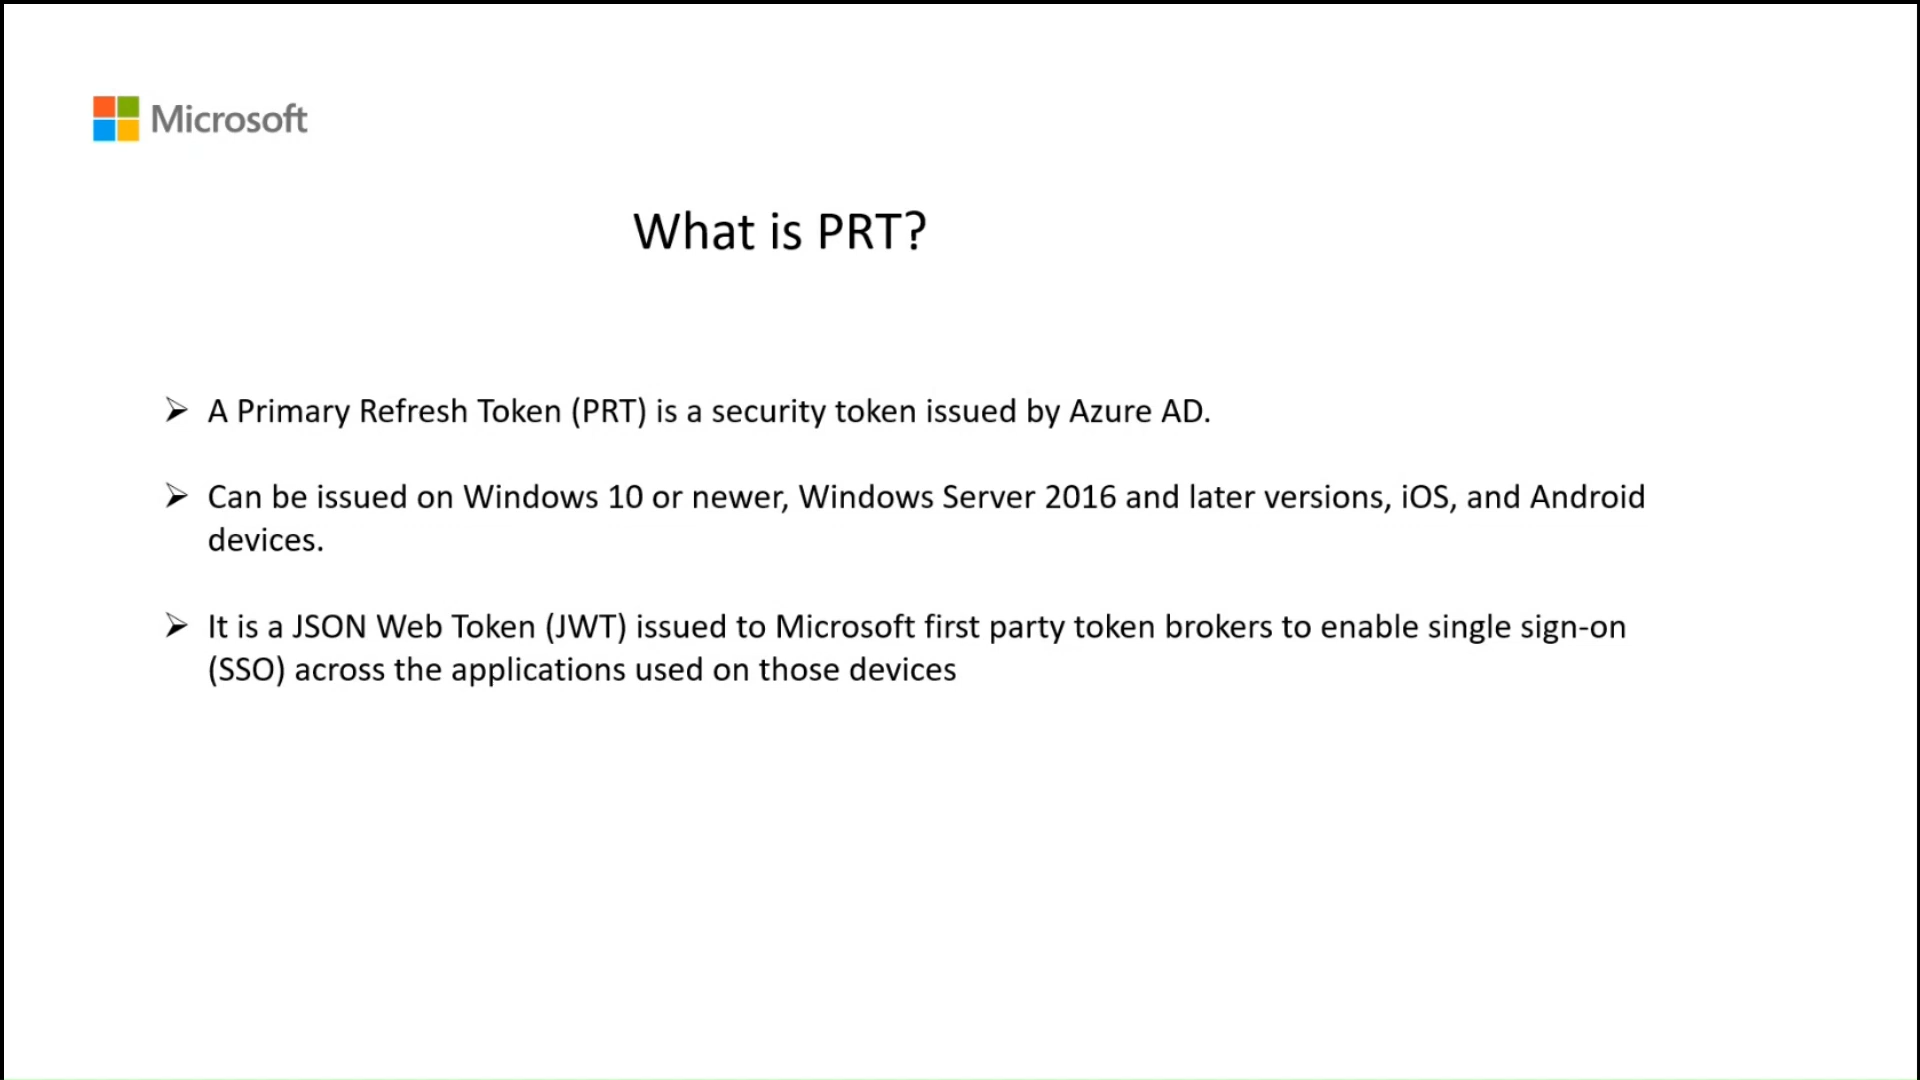 Microsoft
What is PRT?
➢ A Primary Refresh Token (PRT) is a security token issued by Azure AD.
➢ Can be issued on Windows 10 or newer, Windows Server 2016 and later versions, iOS, and Android
devices.
➢ It is a JSON Web Token (JWT) issued to Microsoft first party token brokers to enable single sign-on
(SSO) across the applications used on those devices